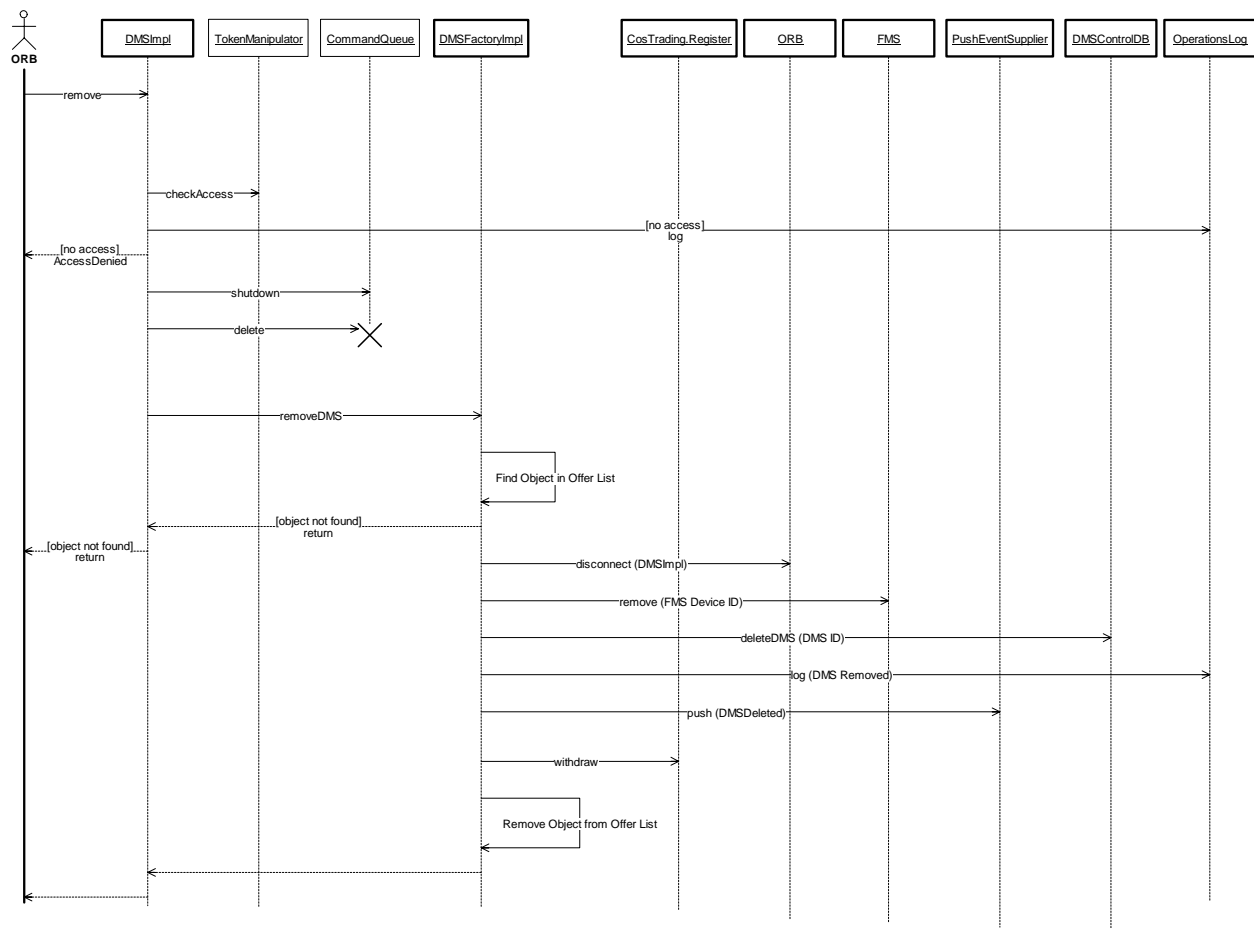 ORB
DMSImpl
TokenManipulator
CommandQueue
DMSFactoryImpl
CosTrading.Register
ORB
FMS
PushEventSupplier
DMSControlDB
OperationsLog
remove
checkAccess
[no access]
log
[no access]
AccessDenied
shutdown
delete
removeDMS
Find Object in Offer List
[object not found]
return
[object not found]
return
disconnect (DMSImpl)
remove (FMS Device ID)
deleteDMS (DMS ID)
log (DMS Removed)
push (DMSDeleted)
withdraw
Remove Object from Offer List